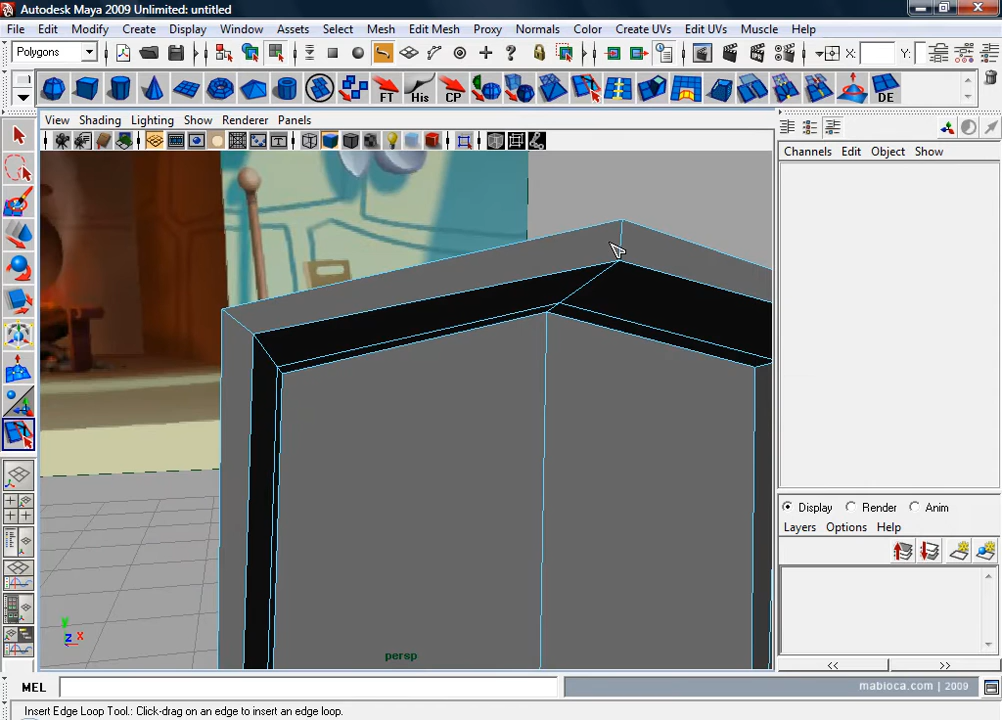 Autodesk Maya 2009 Unlimited: untitled
File Edit Modify Create Display Window Assets Select Mesh Edit Mesh Proxy Normals Color Create UVs Edit UVs Muscle Help
Polygons X: Y:
FT His CP DE
View Shading Lighting Show Renderer Panels
Channels Edit Object Show
Display Render Anim
Layers Options Help
y
z x
persp
<< >>
MEL mabioca.com | 2009
Insert Edge Loop Tool.: Click-drag on an edge to insert an edge loop.